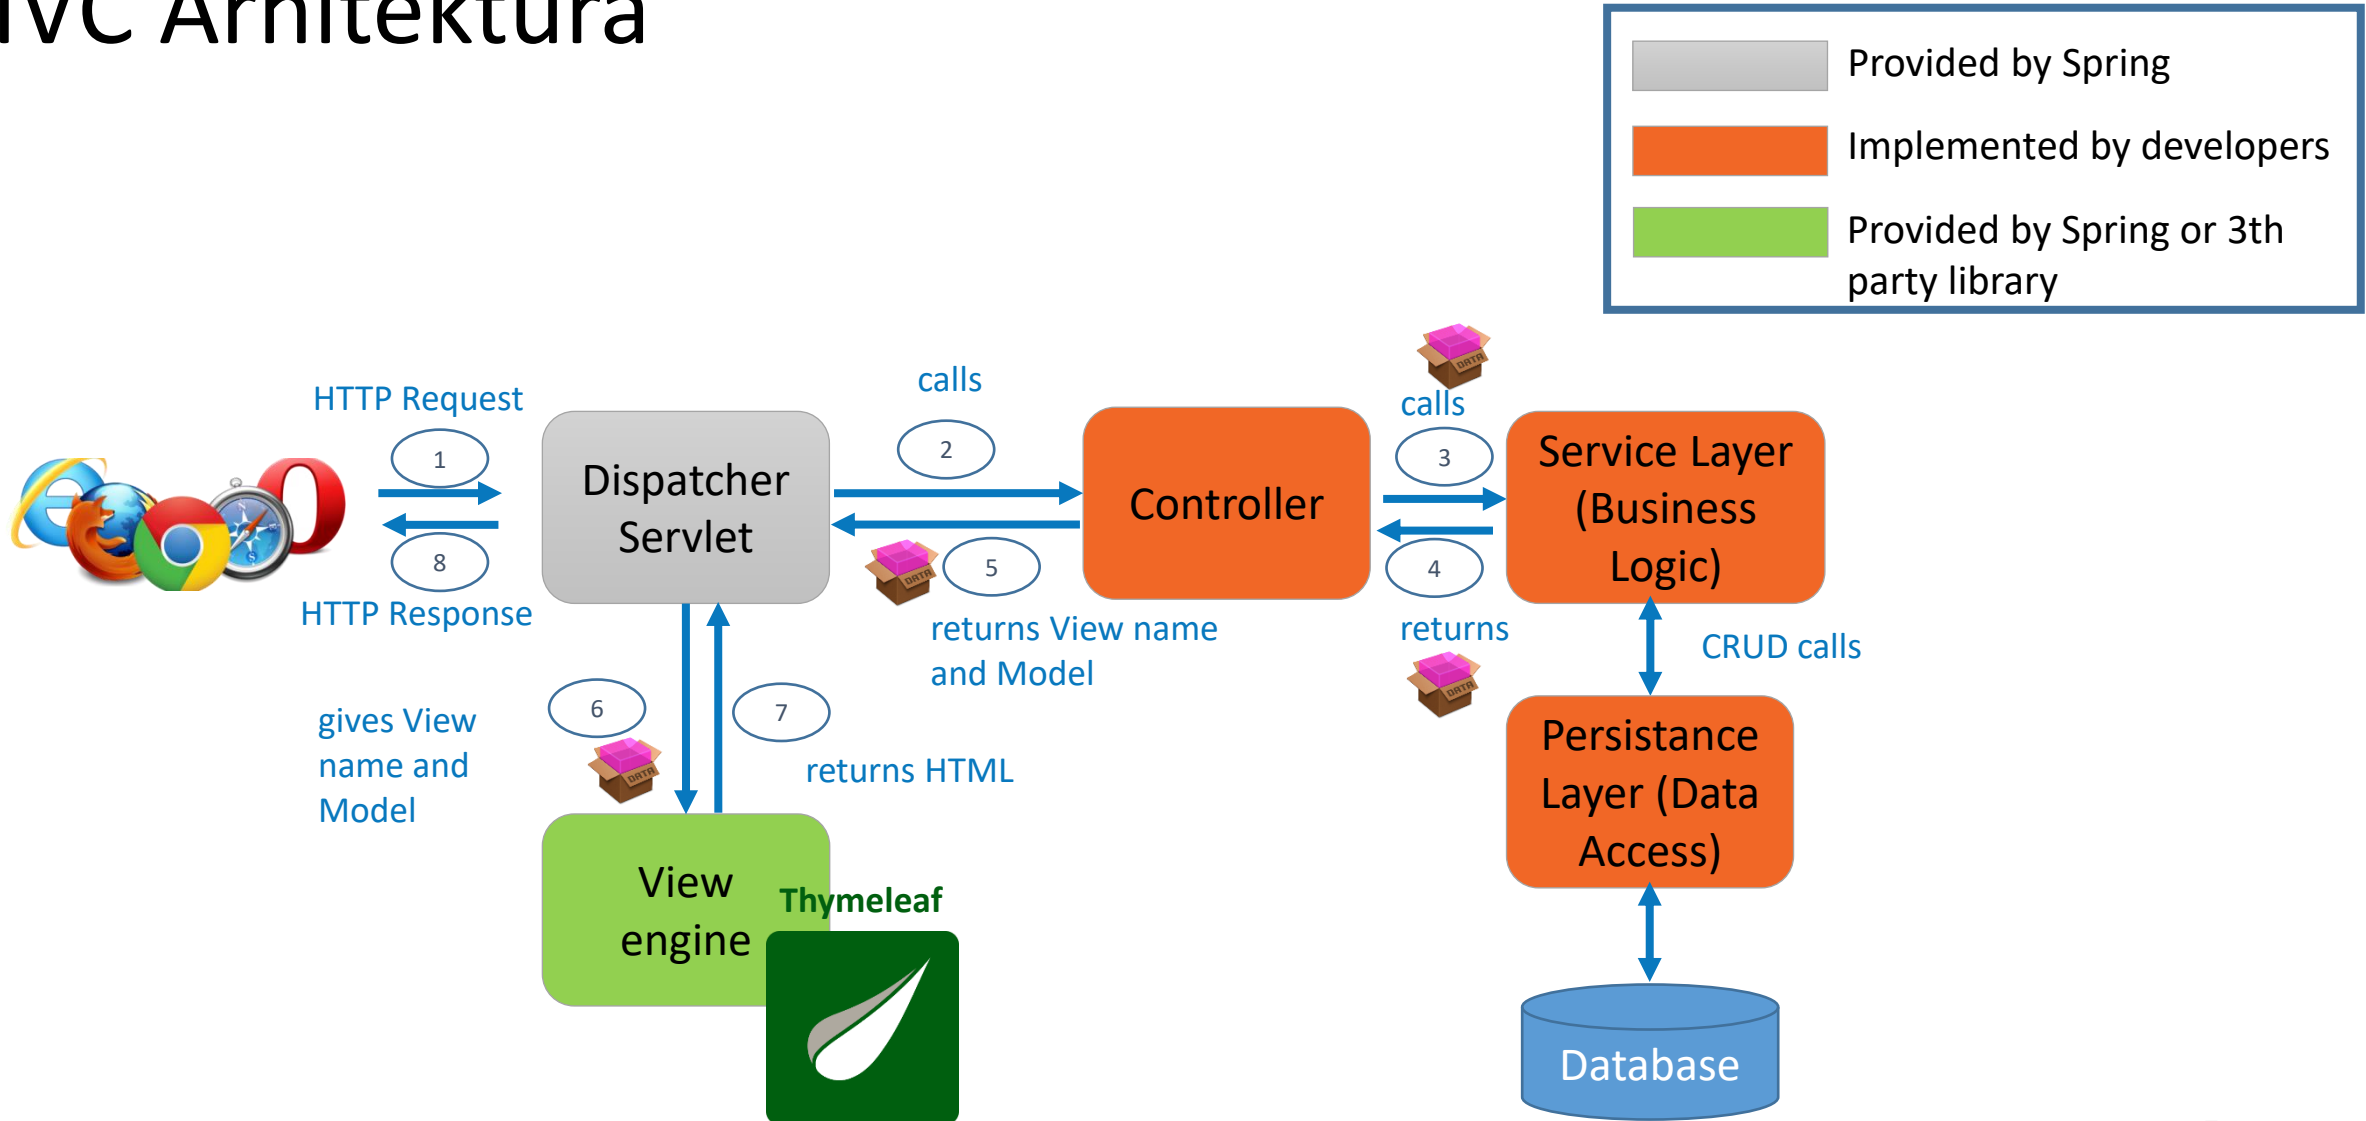 IVC Arhitektura
Provided by Spring
Implemented by developers
Provided by Spring or 3th
party library
HTTP Request
1
8
HTTP Response
Dispatcher
Servlet
calls
2
5
returns View name
and Model
Controller
DATA
calls
3
4
returns
DATA
DATA
Service Layer
(Business
Logic)
CRUD calls
Persistance
Layer (Data
Access)
Database
gives View
name and
Model
6
DATA
7
returns HTML
View
engine
Thymeleaf